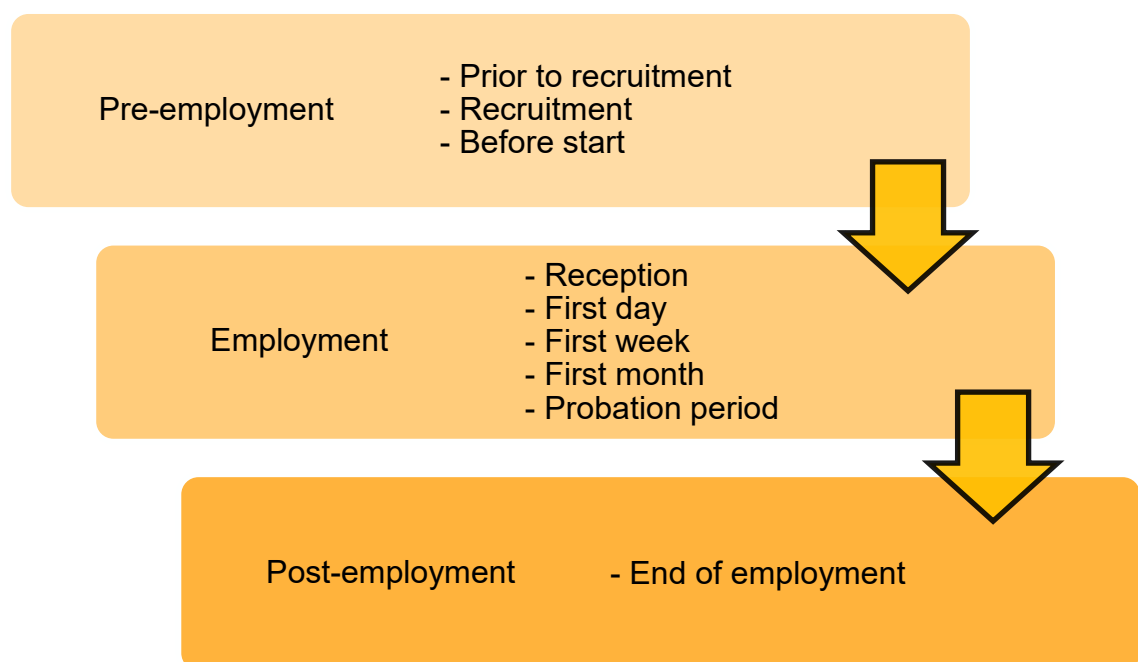 Pre-employment
- Prior to recruitment
- Recruitment
- Before start
Employment
- Reception
- First day
- First week
- First month
- Probation period
Post-employment
- End of employment